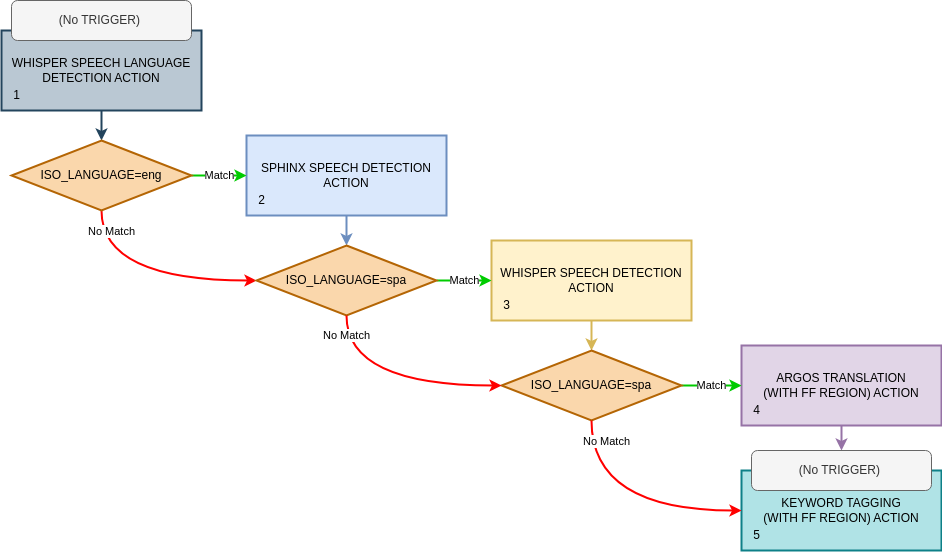 (No TRIGGER)
WHISPER SPEECH LANGUAGE
DETECTION ACTION
1
ISO_LANGUAGE=eng
Match
SPHINX SPEECH DETECTION
ACTION
2
No Match
ISO_LANGUAGE=spa
Match
WHISPER SPEECH DETECTION
ACTION
3
No Match
ISO_LANGUAGE=spa
Match
ARGOS TRANSLATION
(WITH FF REGION) ACTION
4
No Match
(No TRIGGER)
KEYWORD TAGGING
(WITH FF REGION) ACTION
5